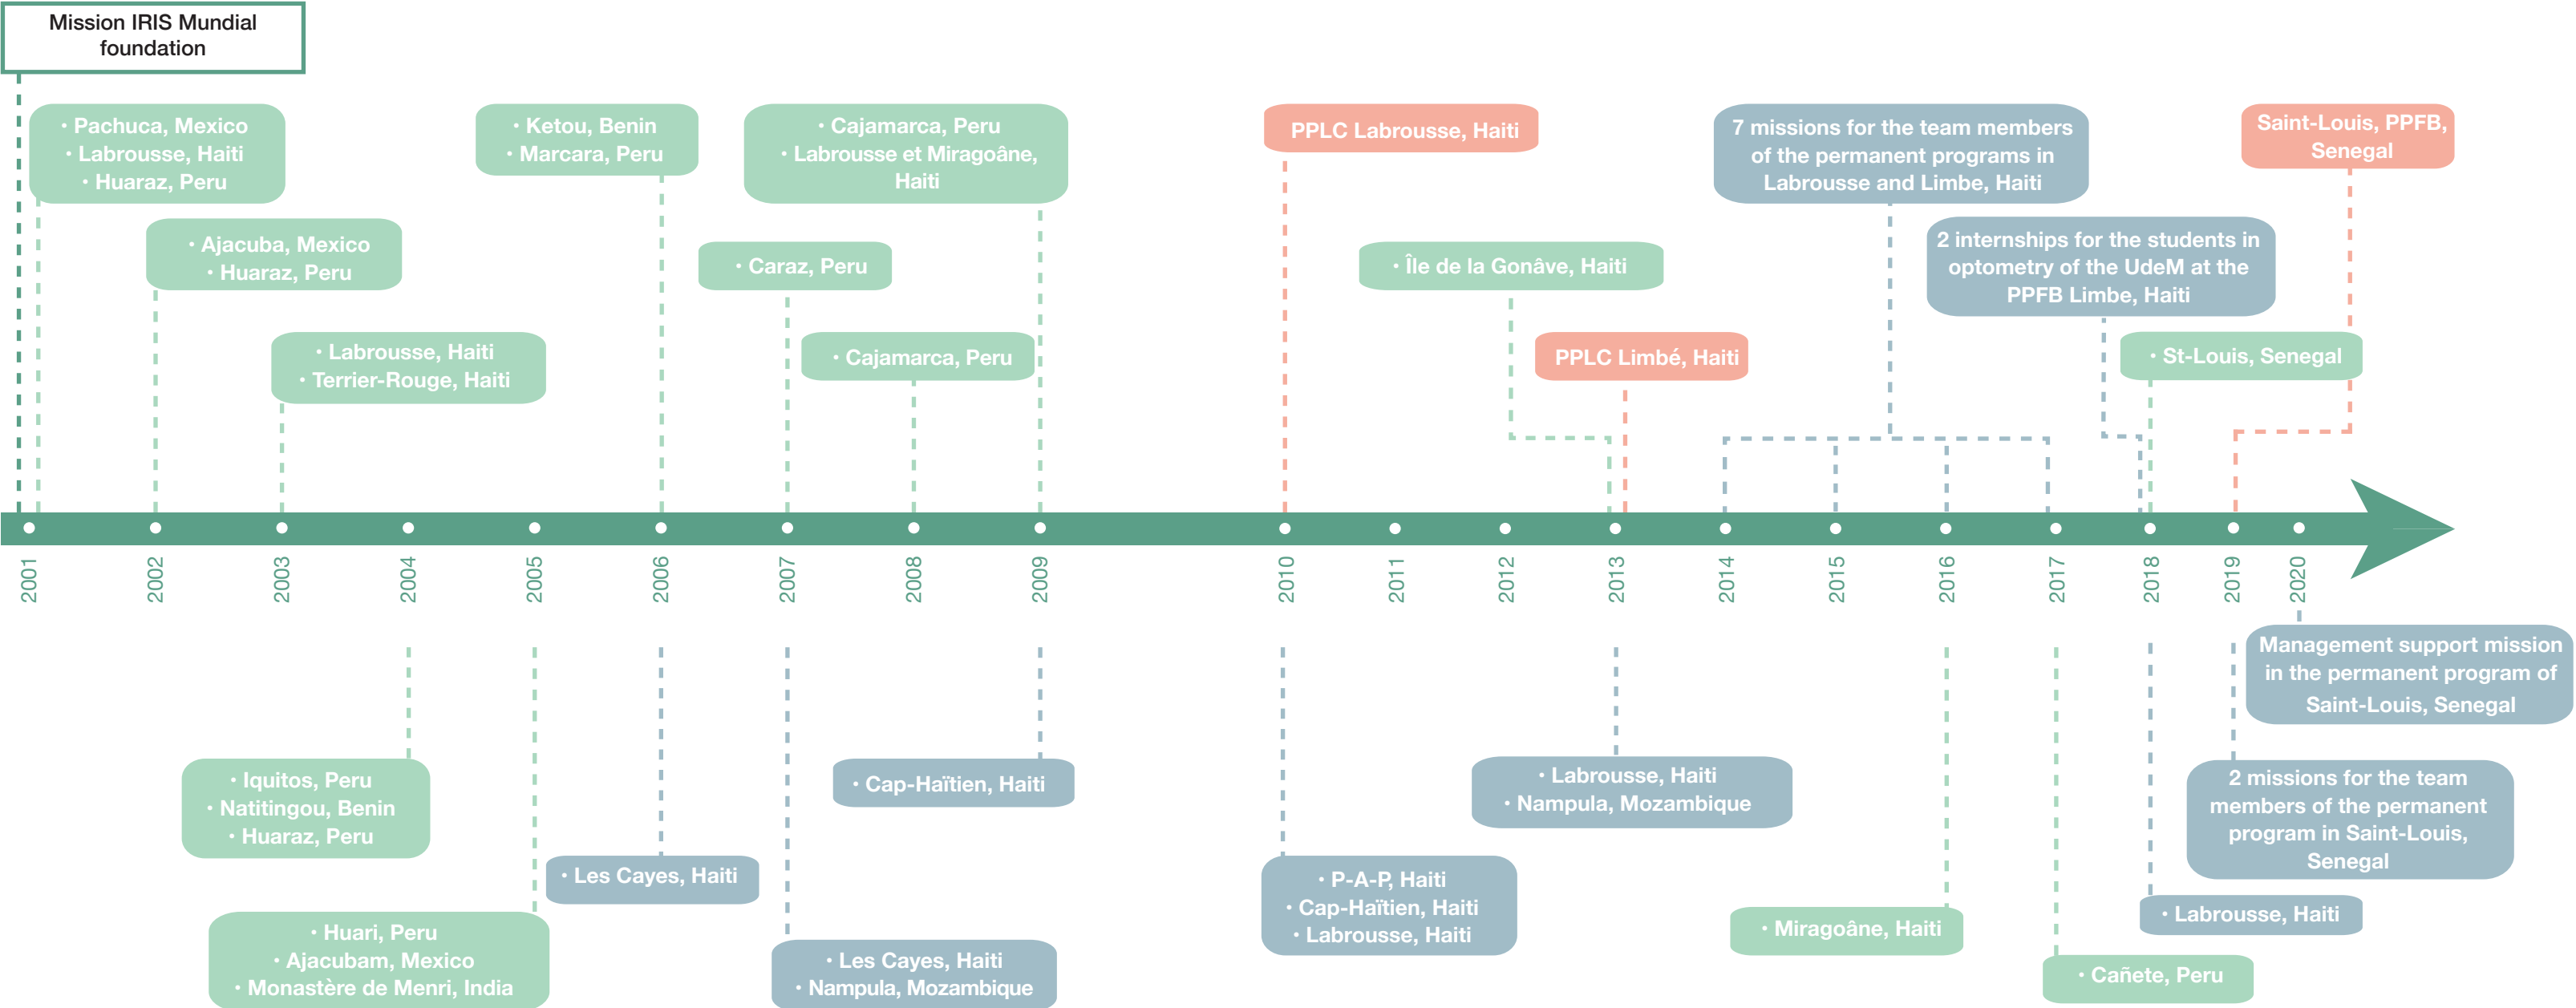 Mission IRIS Mundial
foundation
• Pachuca, Mexico
• Labrousse, Haiti
• Huaraz, Peru
• Ajacuba, Mexico
• Huaraz, Peru
• Labrousse, Haiti
• Terrier-Rouge, Haiti
• Ketou, Benin
• Marcara, Peru
• Caraz, Peru
• Cajamarca, Peru
• Cajamarca, Peru
• Labrousse et Miragoâne,
Haiti
PPLC Labrousse, Haiti
• Île de la Gonâve, Haiti
PPLC Limbé, Haiti
7 missions for the team members
of the permanent programs in
Labrousse and Limbe, Haiti
2 internships for the students in
optometry of the UdeM at the
PPFB Limbe, Haiti
• St-Louis, Senegal
Saint-Louis, PPFB,
Senegal
2001
2002
2003
2004
2005
2006
2007
2008
2009
2010
2011
2012
2013
2014
2015
2016
2017
2018
2019
2020
• Iquitos, Peru
• Natitingou, Benin
• Huaraz, Peru
• Huari, Peru
• Ajacubam, Mexico
• Monastère de Menri, India
• Les Cayes, Haiti
• Les Cayes, Haiti
• Nampula, Mozambique
• Cap-Haïtien, Haiti
• P-A-P, Haiti
• Cap-Haïtien, Haiti
• Labrousse, Haiti
• Labrousse, Haiti
• Nampula, Mozambique
• Miragoâne, Haiti
• Cañete, Peru
• Labrousse, Haiti
2 missions for the team
members of the permanent
program in Saint-Louis,
Senegal
Management support mission
in the permanent program of
Saint-Louis, Senegal